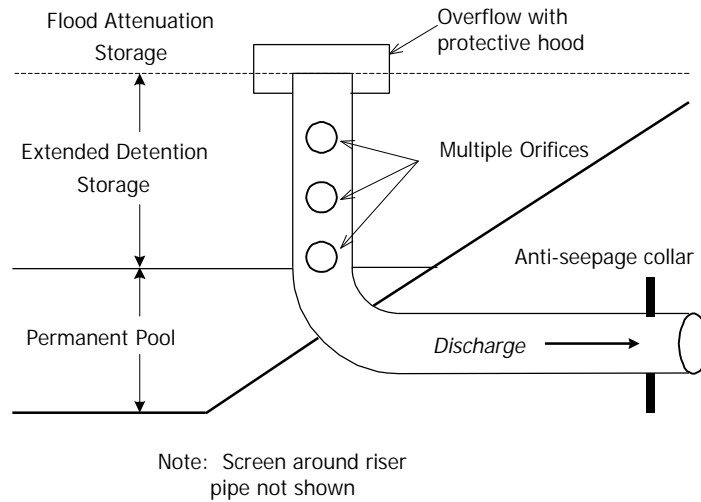 Flood Attenuation
Storage
Overflow with
protective hood
Extended Detention
Storage
Multiple Orifices
Anti-seepage collar
Permanent Pool
Discharge
Note: Screen around riser
pipe not shown